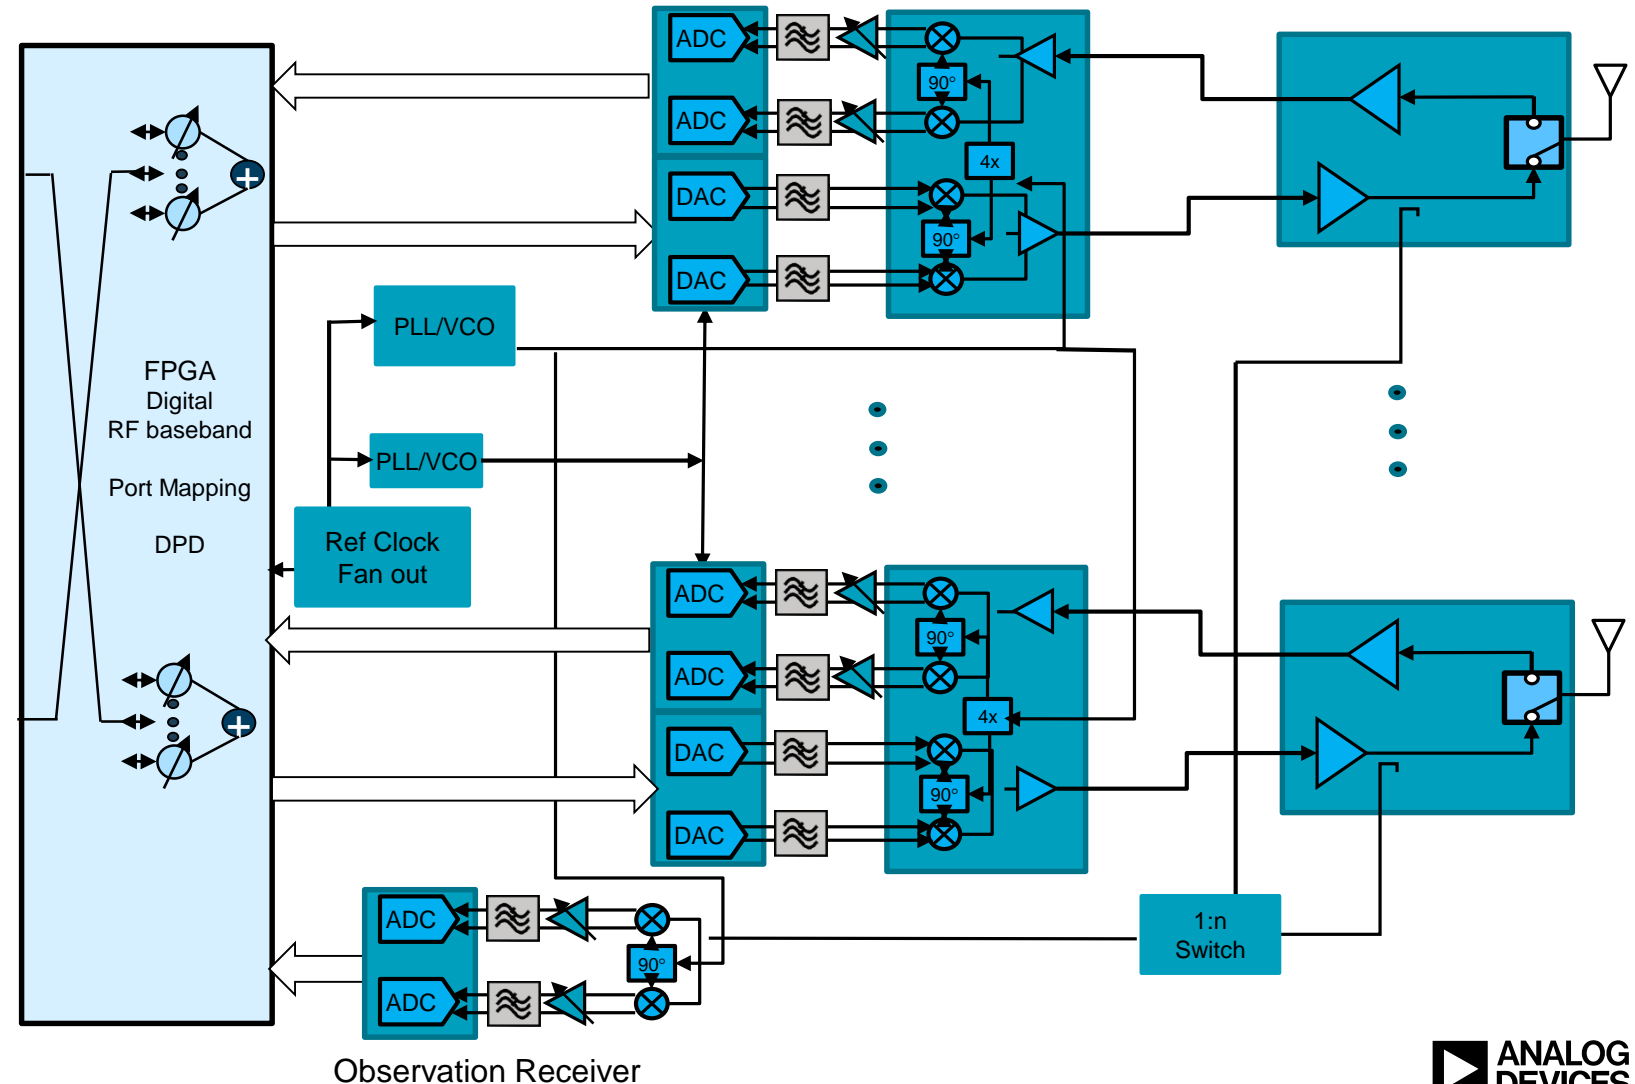 ADC
90°
ADC
4x
DAC
90°
DAC
PLL/VCO
FPGA
Digital
RF baseband
Port Mapping
DPD
PLL/VCO
Ref Clock
Fan out
ADC
90°
ADC
4x
DAC
90°
DAC
ADC
90°
ADC
1:n
Switch
Observation Receiver
ANALOG
DEVICES